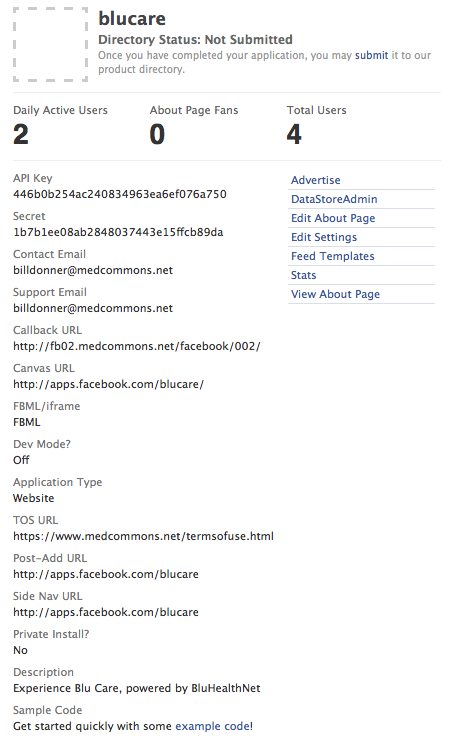 blucare
Directory Status: Not Submitted
Once you have completed your application, you may submit it to our
product directory.
Daily Active Users About Page Fans Total Users
2 0 4
API Key
446b0b254ac240834963ea6ef076a750
Secret
1b7b1ee08ab2848037443e15ffcb89da
Contact Email
billdonner@medcommons.net
Support Email
billdonner@medcommons.net
Callback URL
http://fb02.medcommons.net/facebook/002/
Canvas URL
http://apps.facebook.com/blucare/
FBML/iframe
FBML
Dev Mode?
Off
Application Type
Website
TOS URL
https://www.medcommons.net/termsofuse.html
Post-Add URL
http://apps.facebook.com/blucare
Side Nav URL
http://apps.facebook.com/blucare
Private Install?
No
Description
Experience Blu Care, powered by BluHealthNet
Sample Code
Get started quickly with some example code!
Advertise
DataStoreAdmin
Edit About Page
Edit Settings
Feed Templates
Stats
View About Page